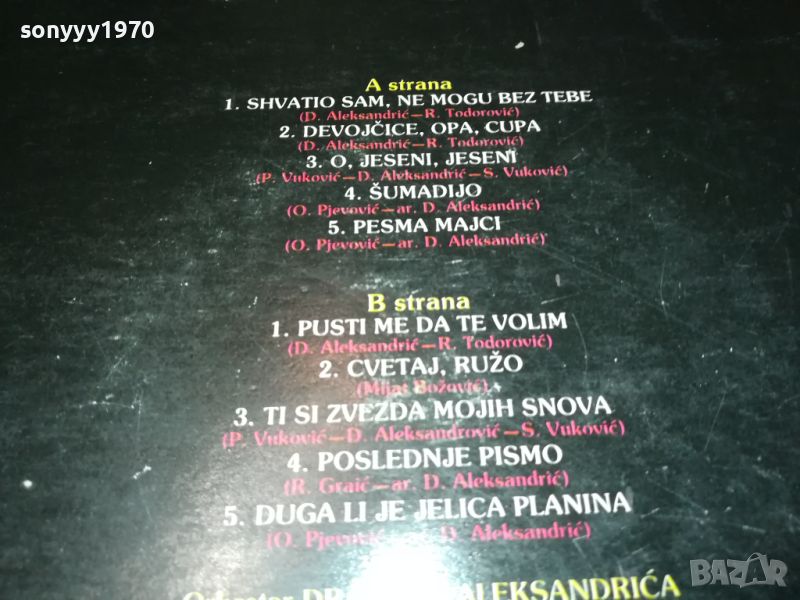 sonyyy1970
A strana
1. SHVATIO SAM, NE MOGU BEZ TEBE
(D. Aleksandrić—R. Todorović)
2. DEVOJČICE, OPA, CUPA
(D. Aleksandrić—R. Todorović)
3. O, JESENI, JESENI
(P. Vuković—D. Aleksandrić—S. Vuković)
4. ŠUMADIJO
(O. Pjevović—ar. D. Aleksandrić)
5. PESMA MAJCI
(O. Pjevović—ar. D. Aleksandrić)
B strana
1. PUSTI ME DA TE VOLIM
(D. Aleksandrić—R. Todorović)
2. CVETAJ, RUŽO
(Mijat Božović)
3. TI SI ZVEZDA MOJIH SNOVA
(P. Vuković—D. Aleksandrović—S. Vuković)
4. POSLEDNJE PISMO
(R. Graić—ar. D. Aleksandrić)
5. DUGA LI JE JELICA PLANINA
(O. Pjevović—ar. D. Aleksandrić)
ALEKSANDRIĆA
BAZAR